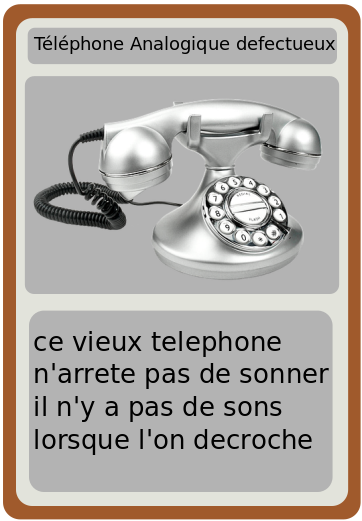 Téléphone Analogique defectueux
ce vieux telephone
n'arrete pas de sonner
il n'y a pas de sons
lorsque l'on decroche